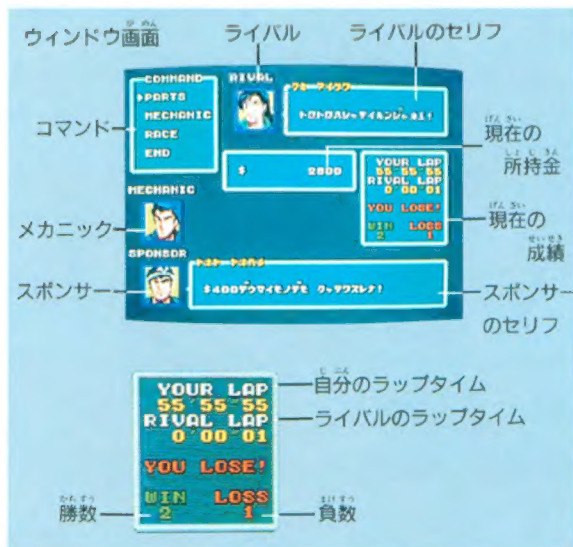 ウィンドウ画面
ライバル
ライバルのセリフ
COMMAND
▶PARTS
MECHANIC
RACE
END
RIVAL
トロトロハシッテイルンジャネエ!
コマンド
現在の
所持金
$ 2800
YOUR LAP
55'55"55
RIVAL LAP
0'00"01
YOU LOSE!
WIN LOSS
2 1
現在の
成績
MECHANIC
メカニック
SPONSOR
スポンサー
$400デウマイモノデモ クッテワスレナ!
スポンサー
のセリフ
YOUR LAP
55'55"55
RIVAL LAP
0'00"01
YOU LOSE!
WIN LOSS
2 1
自分のラップタイム
ライバルのラップタイム
勝数
負数